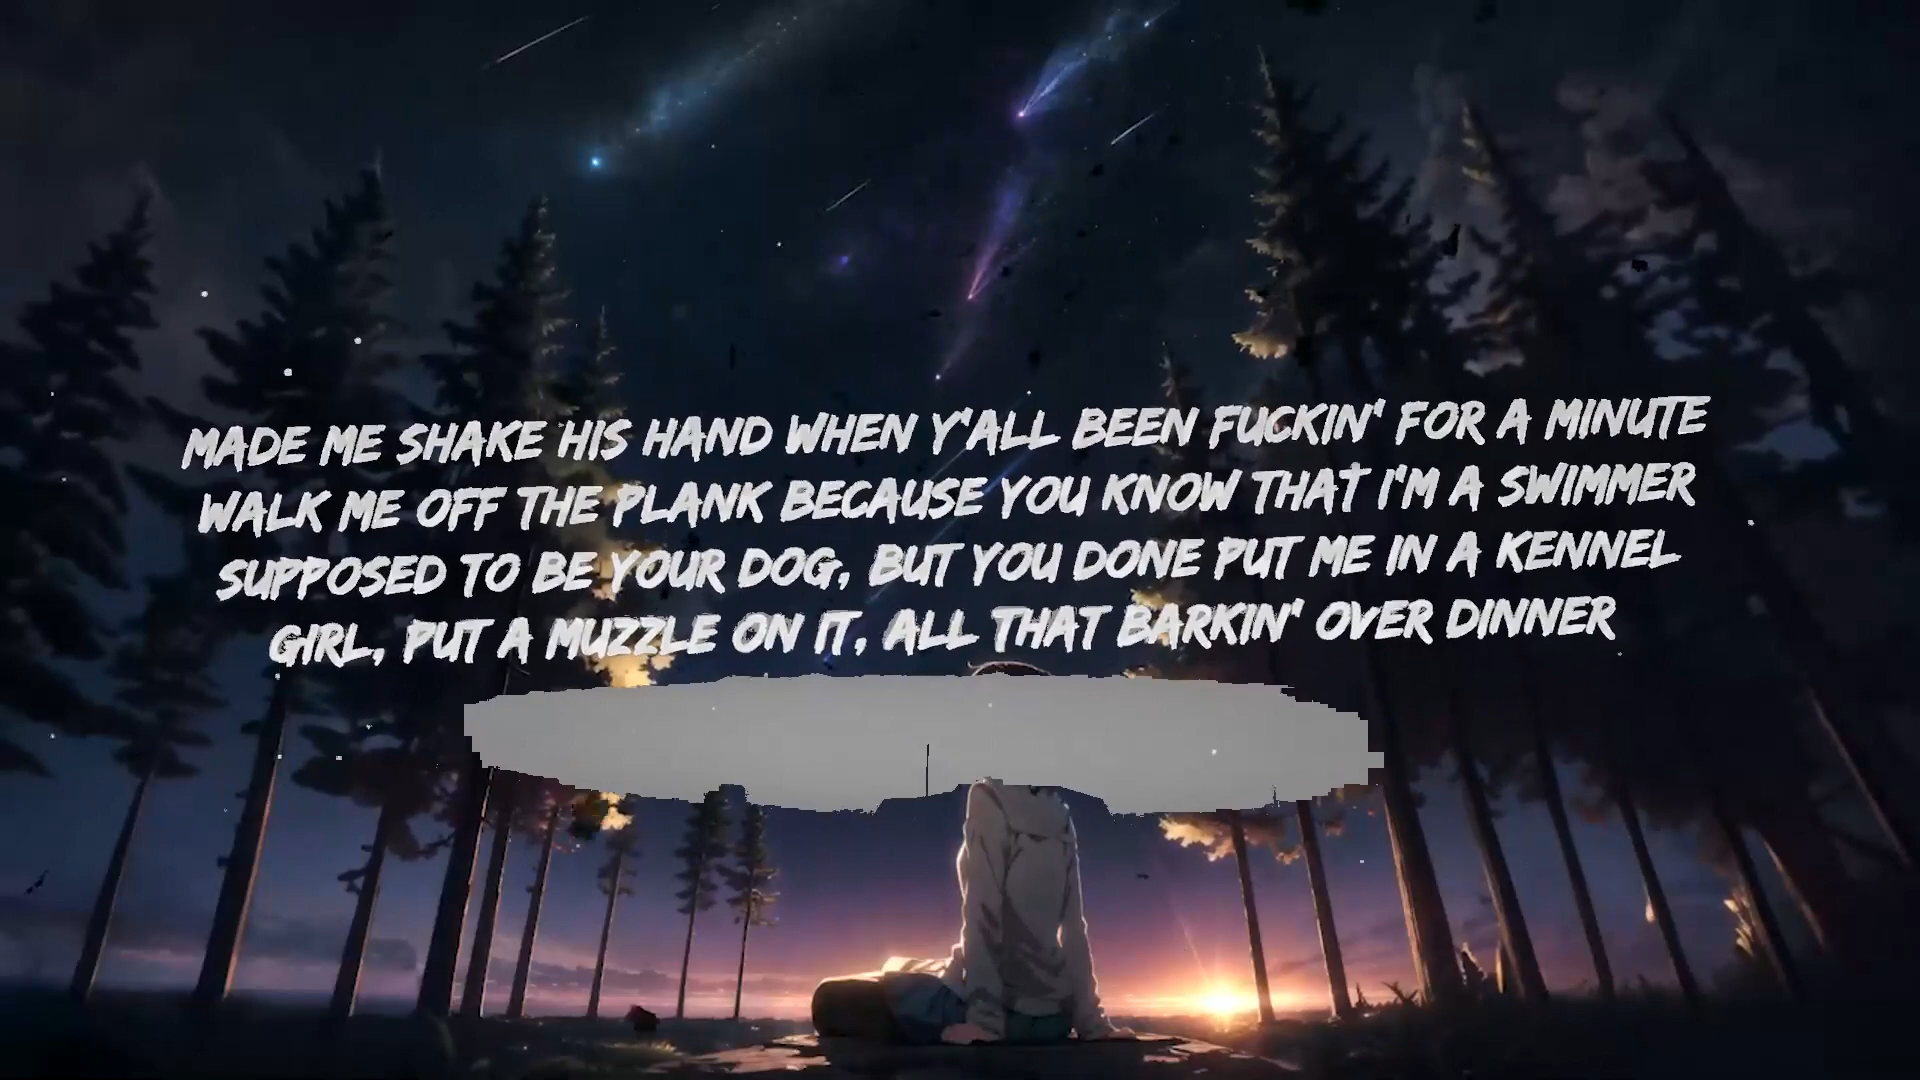 MADE ME SHAKE HIS HAND WHEN Y'ALL BEEN FUCKIN' FOR A MINUTE
WALK ME OFF THE PLANK BECAUSE YOU KNOW THAT I'M A SWIMMER
SUPPOSED TO BE YOUR DOG, BUT YOU DONE PUT ME IN A KENNEL
GIRL, PUT A MUZZLE ON IT, ALL THAT BARKIN' OVER DINNER